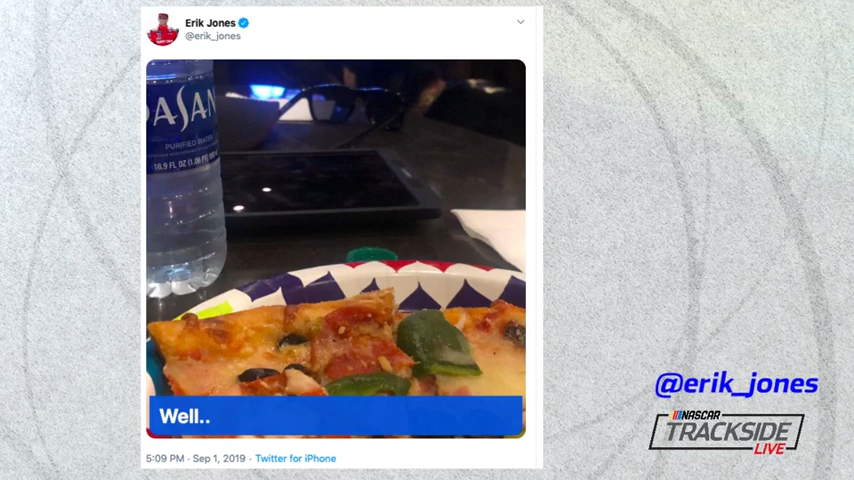 Erik Jones
@erik_jones
DASANI
PURIFIED WATER
16.9 FL OZ (1.06 PT)
Well..
5:09 PM · Sep 1, 2019 · Twitter for iPhone
@erik_jones
NASCAR
TRACKSIDE
LIVE